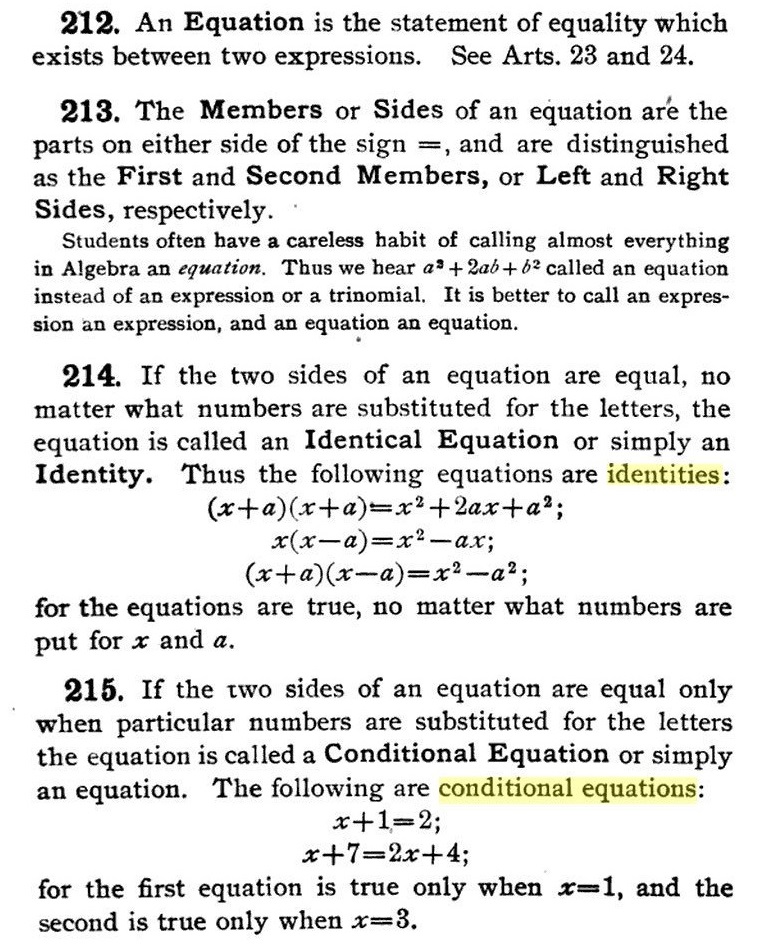 212. An Equation is the statement of equality which
exists between two expressions. See Arts. 23 and 24.
213. The Members or Sides of an equation are the
parts on either side of the sign =, and are distinguished
as the First and Second Members, or Left and Right
Sides, respectively.
Students often have a careless habit of calling almost everything
in Algebra an equation. Thus we hear a² + 2ab + b² called an equation
instead of an expression or a trinomial. It is better to call an expres-
sion an expression, and an equation an equation.
214. If the two sides of an equation are equal, no
matter what numbers are substituted for the letters, the
equation is called an Identical Equation or simply an
Identity. Thus the following equations are identities:
(x+a)(x+a)=x²+2ax+a²;
x(x—a)=x²—ax;
(x+a)(x—a)=x²—a²;
for the equations are true, no matter what numbers are
put for x and a.
215. If the two sides of an equation are equal only
when particular numbers are substituted for the letters
the equation is called a Conditional Equation or simply
an equation. The following are conditional equations:
x+1=2;
x+7=2x+4;
for the first equation is true only when x=1, and the
second is true only when x=3.